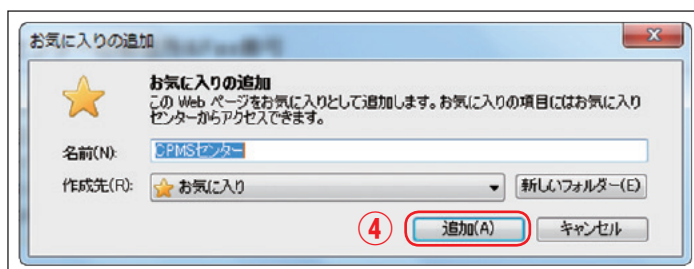 お気に入りの追加
お気に入りの追加
この Web ページをお気に入りとして追加します。お気に入りの項目にはお気に入り
センターからアクセスできます。
名前(N): CPMSセンター
作成先(R): お気に入り 新しいフォルダー(E)
④ 追加(A) キャンセル